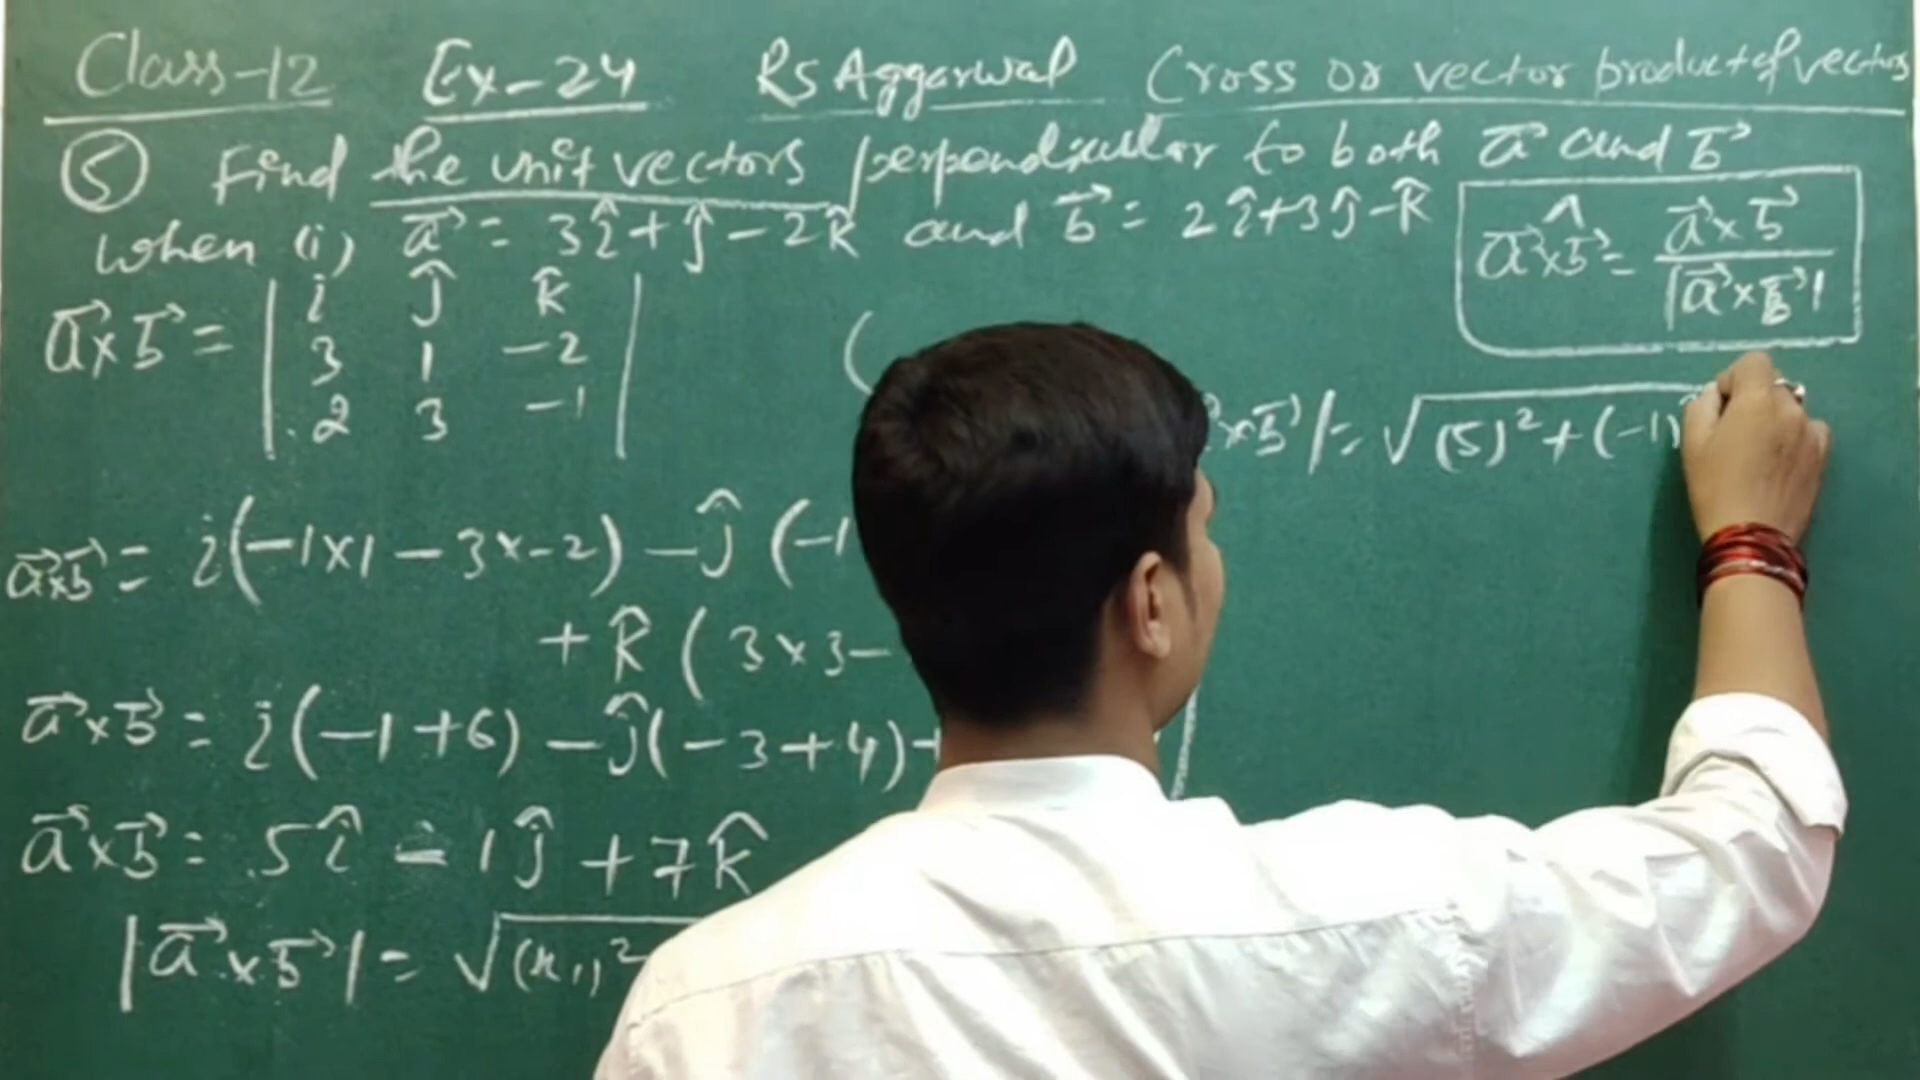 Class-12 Ex-24 RS Aggarwal Cross or vector product of vectors
⑤ Find the unit vectors perpendicular to both a⃗ and b⃗
when (i) a⃗ = 3î+ĵ-2k̂ and b⃗ = 2î+3ĵ-k̂
a⃗×b⃗ = a⃗×b⃗ / |a⃗×b⃗|
a⃗×b⃗ = | i ĵ k̂ |
3 1 -2
2 3 -1
(
×b⃗| = √(5)²+(-1)
a⃗×b⃗ = i(-1×1-3×-2) -ĵ(-1
+ k̂(3×3-
a⃗×b⃗ = i(-1+6) -ĵ(-3+4)+
a⃗×b⃗ = 5î - 1ĵ + 7k̂
|a⃗×b⃗| = √(x₁)²